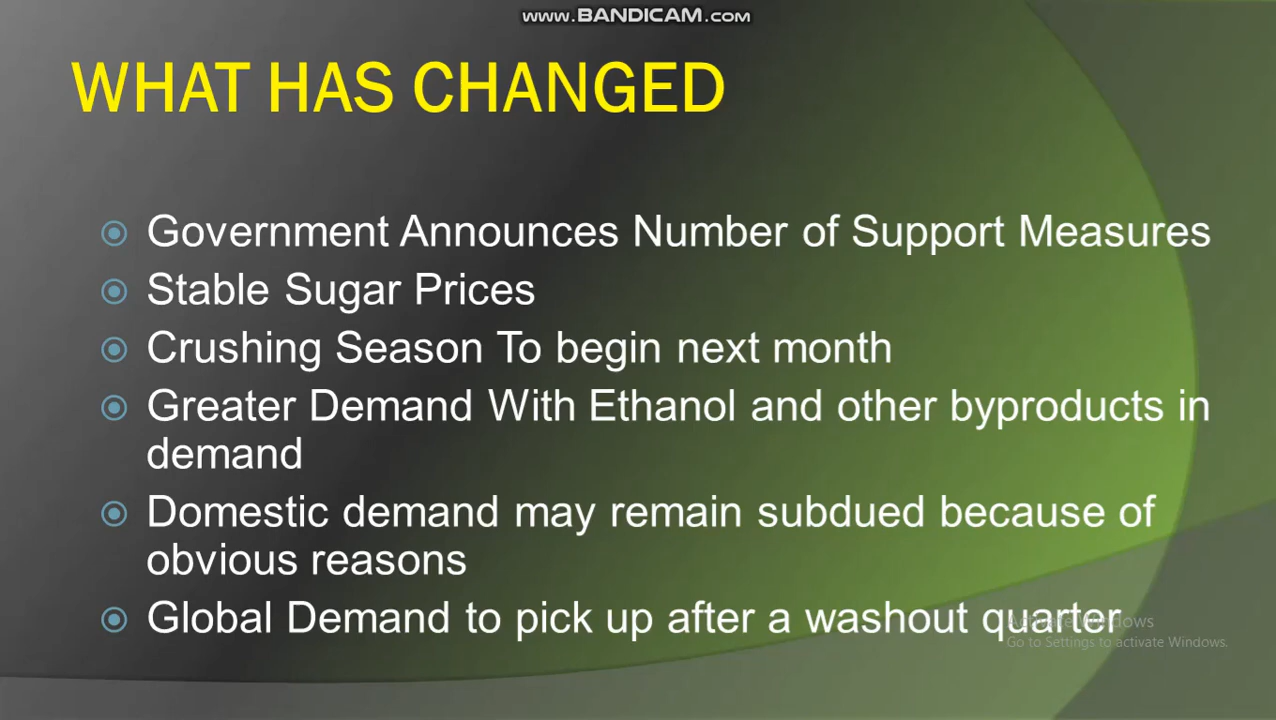 www.BANDICAM.com
WHAT HAS CHANGED
Government Announces Number of Support Measures
Stable Sugar Prices
Crushing Season To begin next month
Greater Demand With Ethanol and other byproducts in
demand
Domestic demand may remain subdued because of
obvious reasons
Global Demand to pick up after a washout quarter
Activate Windows
Go to Settings to activate Windows.